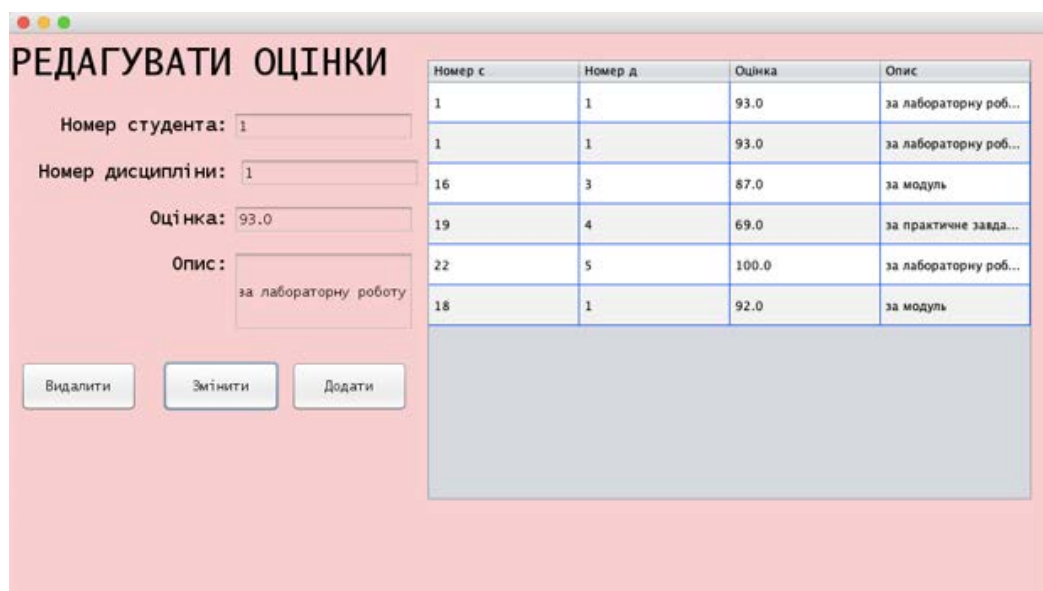 РЕДАГУВАТИ ОЦІНКИ
Номер студента: 1
Номер дисципліни: 1
Оцінка: 93.0
Опис: за лабораторну роботу
Видалити Змінити Додати
Номер с Номер д Оцінка Опис
1 1 93.0 за лабораторну роб...
1 1 93.0 за лабораторну роб...
16 3 87.0 за модуль
19 4 69.0 за практичне завда...
22 5 100.0 за лабораторну роб...
18 1 92.0 за модуль